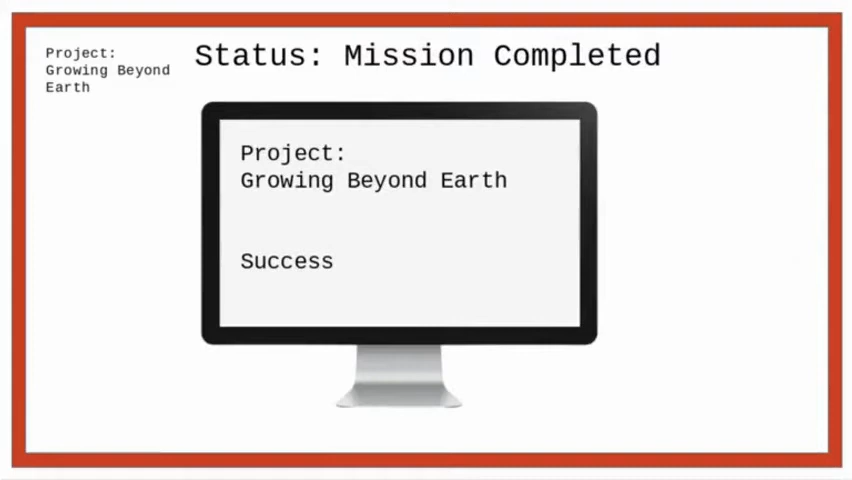 Project:
Growing Beyond
Earth
Status: Mission Completed
Project:
Growing Beyond Earth
Success